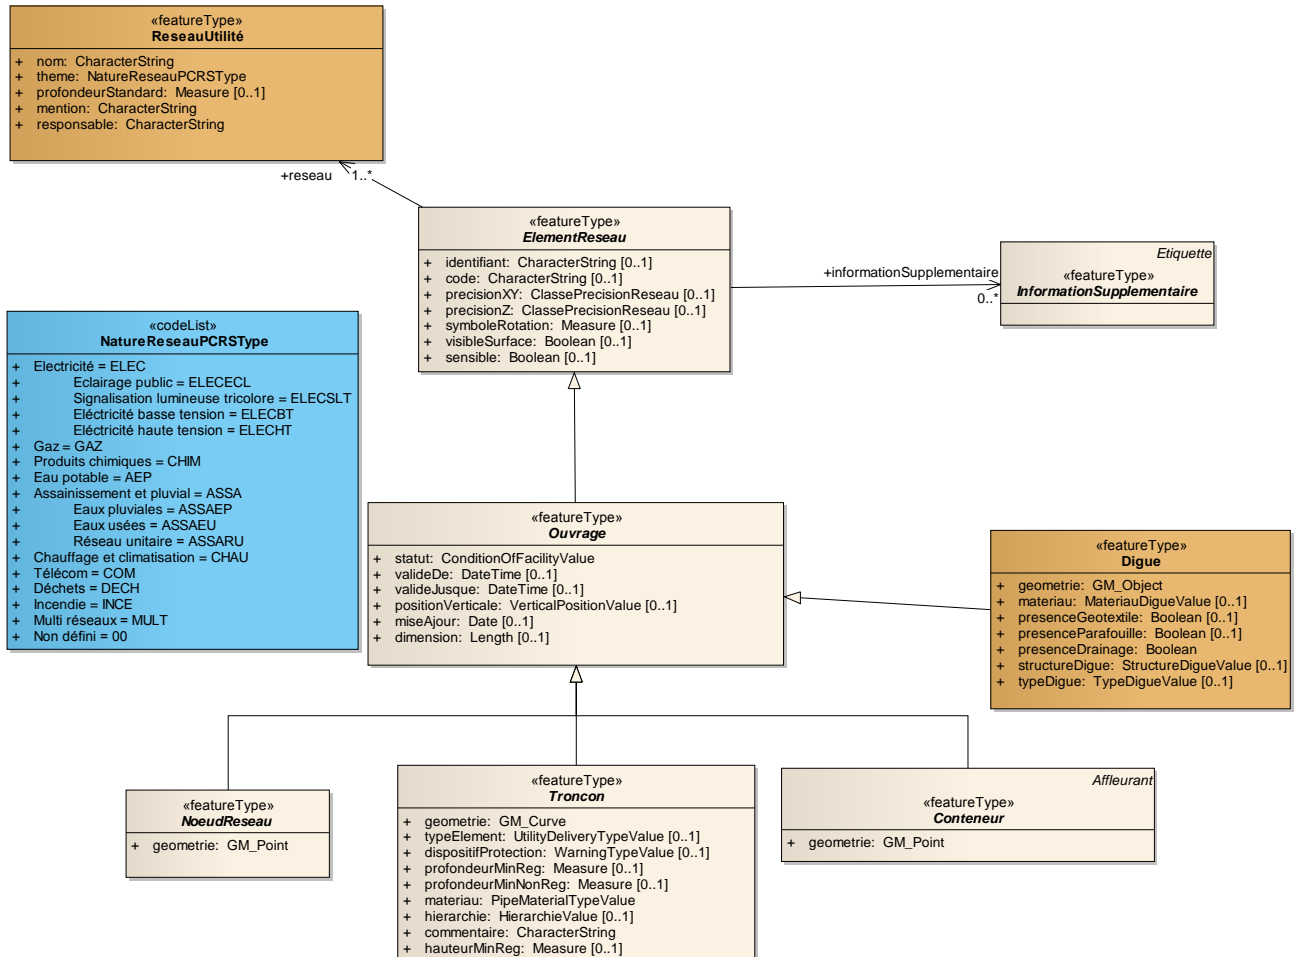 «featureType»
ReseauUtilité
+ nom: CharacterString
+ theme: NatureReseauPCRSType
+ profondeurStandard: Measure [0..1]
+ mention: CharacterString
+ responsable: CharacterString
+reseau 1..*
«featureType»
ElementReseau
+ identifiant: CharacterString [0..1]
+ code: CharacterString [0..1]
+ precisionXY: ClassePrecisionReseau [0..1]
+ precisionZ: ClassePrecisionReseau [0..1]
+ symboleRotation: Measure [0..1]
+ visibleSurface: Boolean [0..1]
+ sensible: Boolean [0..1]
+informationSupplementaire
0..*
Etiquette
«featureType»
InformationSupplementaire
«codeList»
NatureReseauPCRSType
+ Electricité = ELEC
+ Eclairage public = ELECECL
+ Signalisation lumineuse tricolore = ELECSLT
+ Eléctricité basse tension = ELECBT
+ Eléctricité haute tension = ELECHT
+ Gaz = GAZ
+ Produits chimiques = CHIM
+ Eau potable = AEP
+ Assainissement et pluvial = ASSA
+ Eaux pluviales = ASSAEP
+ Eaux usées = ASSAEU
+ Réseau unitaire = ASSARU
+ Chauffage et climatisation = CHAU
+ Télécom = COM
+ Déchets = DECH
+ Incendie = INCE
+ Multi réseaux = MULT
+ Non défini = 00
«featureType»
Ouvrage
+ statut: ConditionOfFacilityValue
+ valideDe: DateTime [0..1]
+ valideJusque: DateTime [0..1]
+ positionVerticale: VerticalPositionValue [0..1]
+ miseAjour: Date [0..1]
+ dimension: Length [0..1]
«featureType»
Digue
+ geometrie: GM_Object
+ materiau: MateriauDigueValue [0..1]
+ presenceGeotextile: Boolean [0..1]
+ presenceParafouille: Boolean [0..1]
+ presenceDrainage: Boolean
+ structureDigue: StructureDigueValue [0..1]
+ typeDigue: TypeDigueValue [0..1]
«featureType»
NoeudReseau
+ geometrie: GM_Point
«featureType»
Troncon
+ geometrie: GM_Curve
+ typeElement: UtilityDeliveryTypeValue [0..1]
+ dispositifProtection: WarningTypeValue [0..1]
+ profondeurMinReg: Measure [0..1]
+ profondeurMinNonReg: Measure [0..1]
+ materiau: PipeMaterialTypeValue
+ hierarchie: HierarchieValue [0..1]
+ commentaire: CharacterString
+ hauteurMinReg: Measure [0..1]
Affleurant
«featureType»
Conteneur
+ geometrie: GM_Point